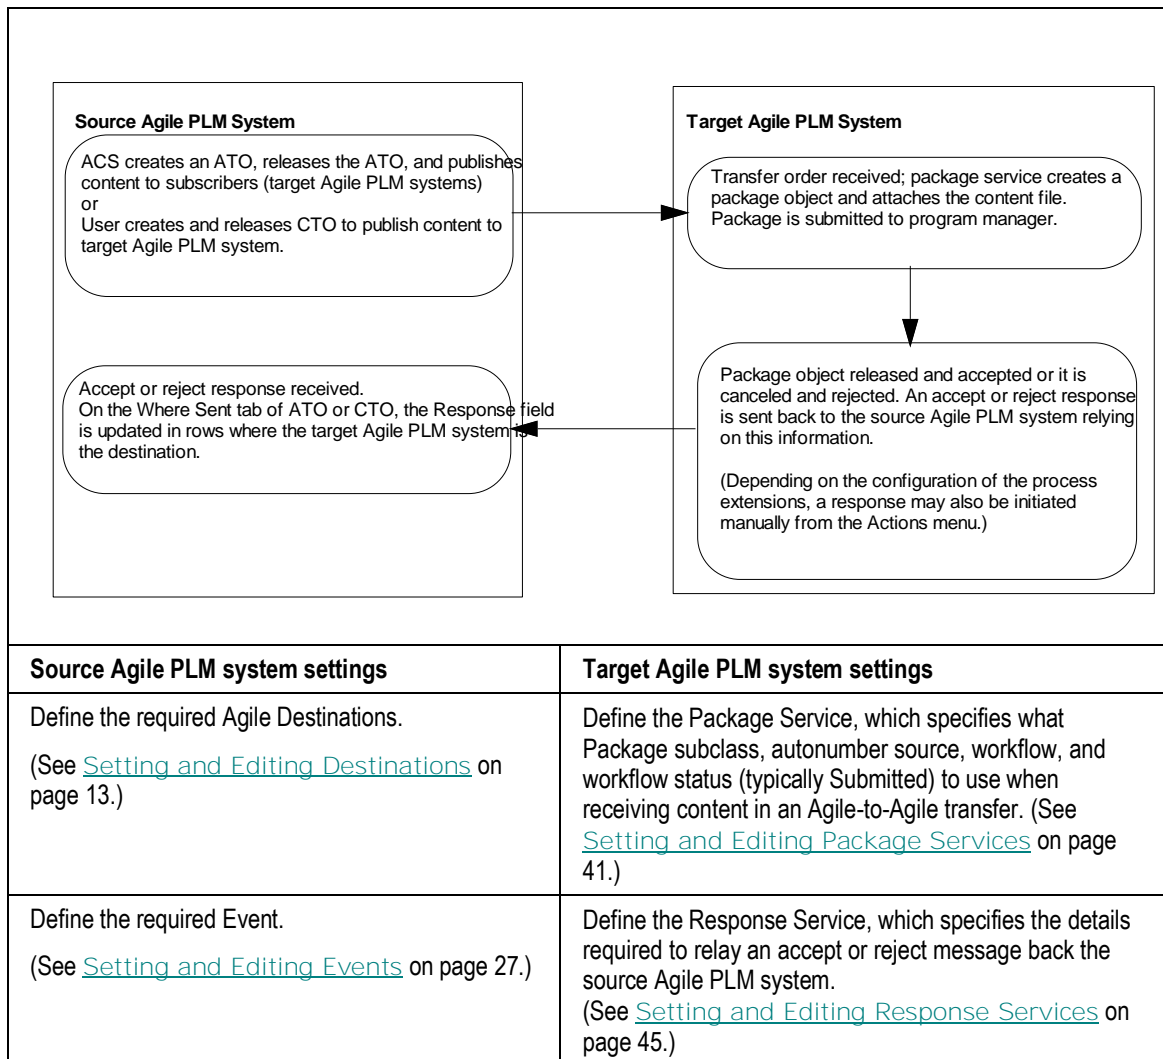 Source Agile PLM System
ACS creates an ATO, releases the ATO, and publishes
content to subscribers (target Agile PLM systems)
or
User creates and releases CTO to publish content to
target Agile PLM system.
Target Agile PLM System
Transfer order received; package service creates a
package object and attaches the content file.
Package is submitted to program manager.
Accept or reject response received.
On the Where Sent tab of ATO or CTO, the Response field
is updated in rows where the target Agile PLM system is
the destination.
Package object released and accepted or it is
canceled and rejected. An accept or reject response
is sent back to the source Agile PLM system relying
on this information.
(Depending on the configuration of the process
extensions, a response may also be initiated
manually from the Actions menu.)
Source Agile PLM system settings
Target Agile PLM system settings
Define the required Agile Destinations.
(See Setting and Editing Destinations on
page 13.)
Define the Package Service, which specifies what
Package subclass, autonumber source, workflow, and
workflow status (typically Submitted) to use when
receiving content in an Agile-to-Agile transfer. (See
Setting and Editing Package Services on page
41.)
Define the required Event.
(See Setting and Editing Events on page 27.)
Define the Response Service, which specifies the details
required to relay an accept or reject message back the
source Agile PLM system.
(See Setting and Editing Response Services on
page 45.)